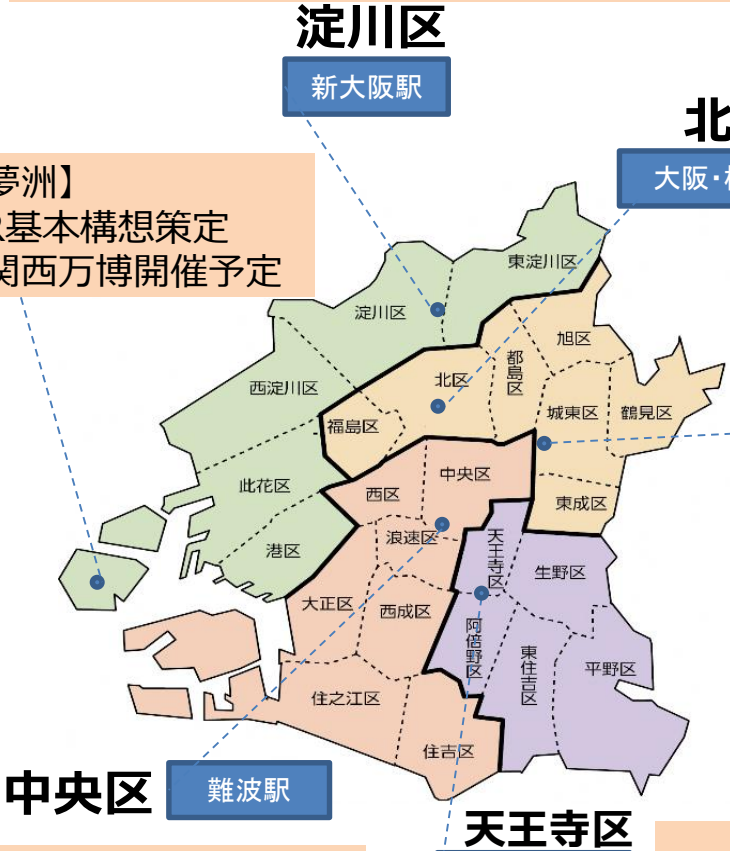 淀川区
新大阪駅
北
大阪・
夢洲】
基本構想策定
関西万博開催予定
東淀川区
淀川区
旭区
都島区
北区
西淀川区
城東区
鶴見区
福島区
中央区
此花区
西区
東成区
浪速区
天王寺区
港区
生野区
大正区
西成区
阿倍野区
東住吉区
平野区
住之江区
住吉区
中央区
難波駅
天王寺区